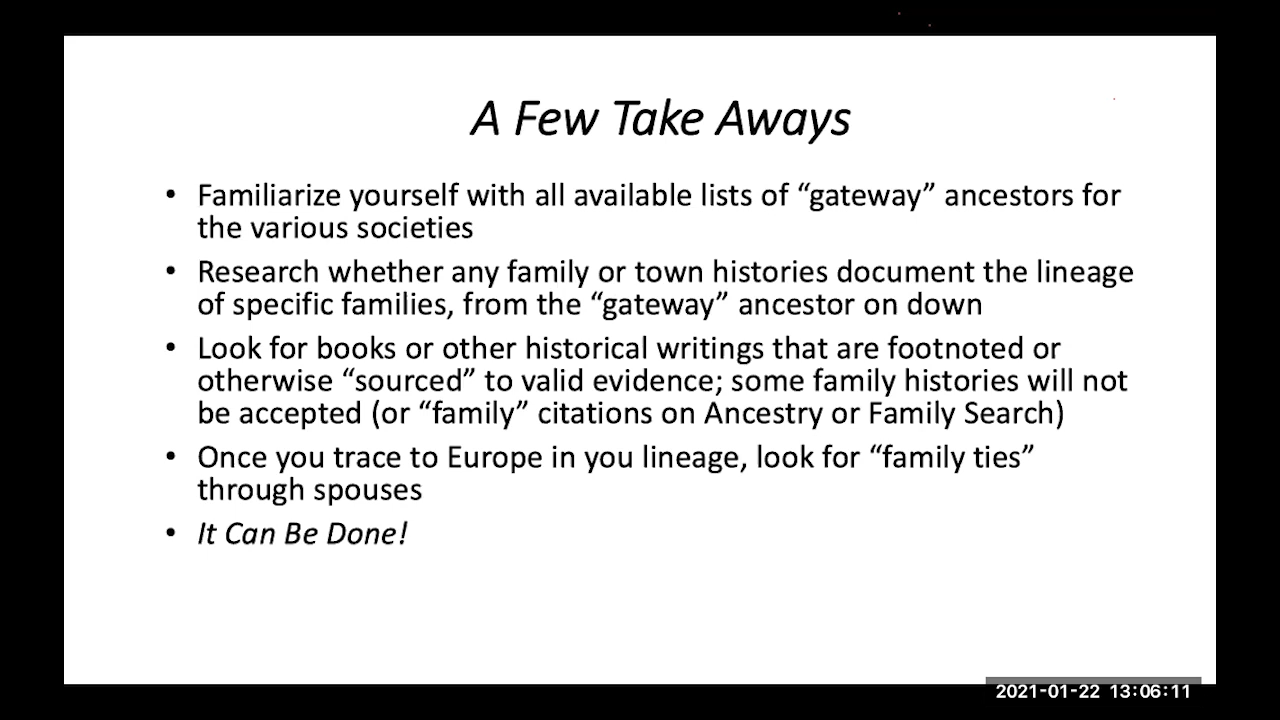 A Few Take Aways
• Familiarize yourself with all available lists of “gateway” ancestors for
the various societies
• Research whether any family or town histories document the lineage
of specific families, from the “gateway” ancestor on down
• Look for books or other historical writings that are footnoted or
otherwise “sourced” to valid evidence; some family histories will not
be accepted (or “family” citations on Ancestry or Family Search)
• Once you trace to Europe in you lineage, look for “family ties”
through spouses
• It Can Be Done!
2021-01-22 13:06:11